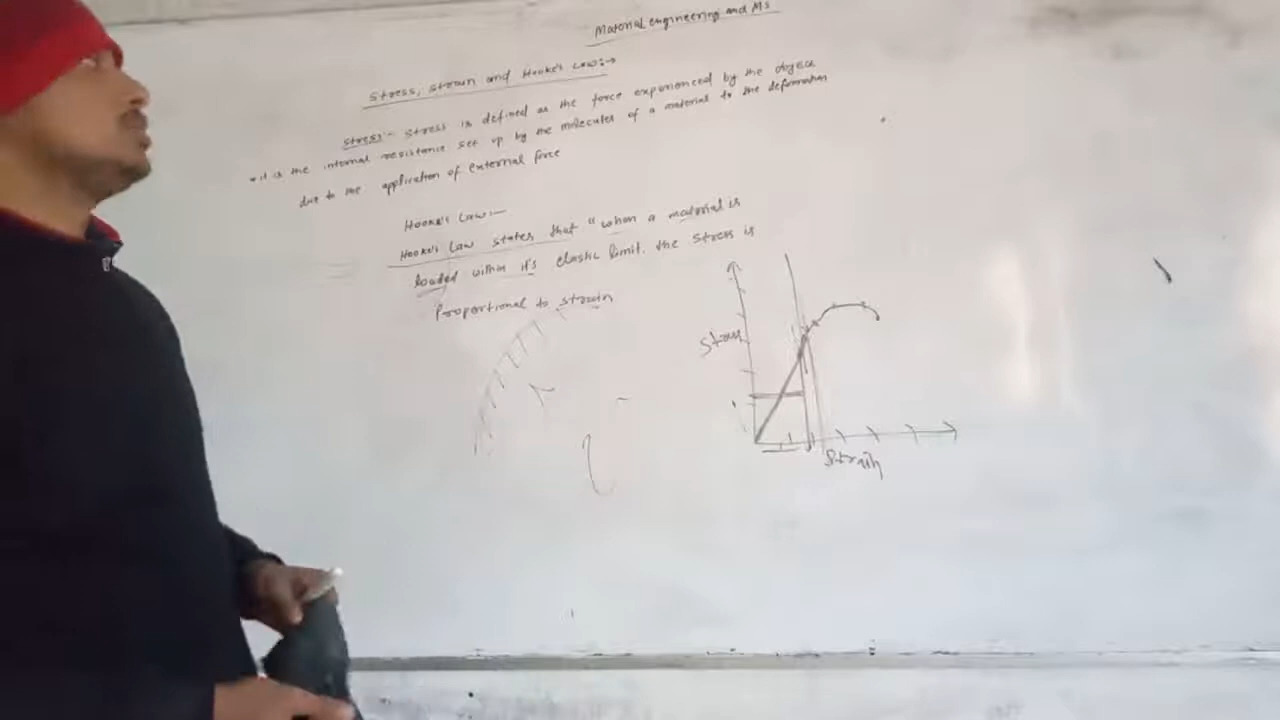 Material engineering and MS
Stress, strain and Hooke's Law:→
Stress:- Stress is defined as the force experienced by the object
• it is the internal resistance set up by the molecules of a material to the deformation
due to the application of external force
Hooke's Law:-
Hooke's Law states that "when a material is
loaded within it's elastic limit. the stress is
proportional to strain
Stress
Strain